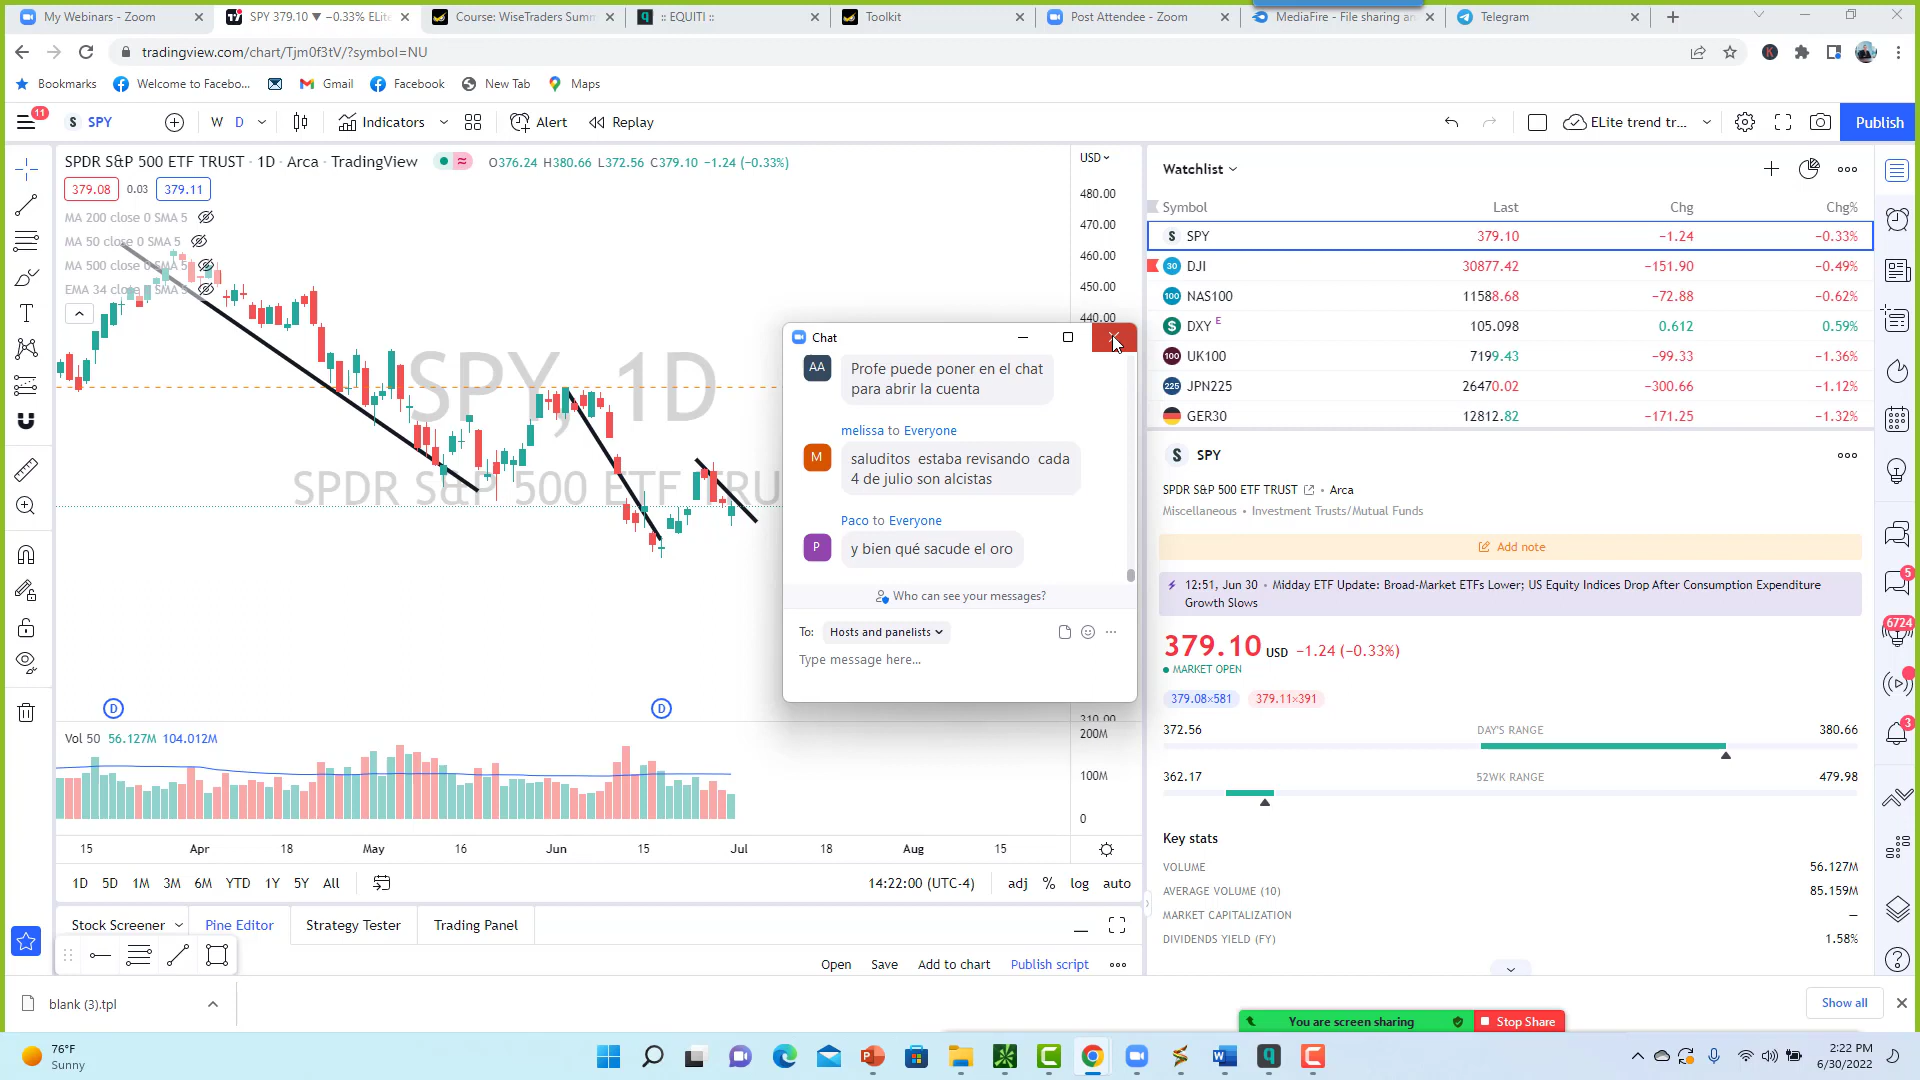 My Webinars - Zoom
SPY 379.10 ▼ −0.33% ELite
Course: WiseTraders Summ
:: EQUITI ::
Toolkit
Post Attendee - Zoom
MediaFire - File sharing an
Telegram
tradingview.com/chart/Tjm0f3tV/?symbol=NU
Bookmarks
Welcome to Facebo...
Gmail
Facebook
New Tab
Maps
11
SPY
W D
Indicators
Alert
Replay
ELite trend tr...
Publish
SPDR S&P 500 ETF TRUST · 1D · Arca · TradingView
O376.24 H380.66 L372.56 C379.10 −1.24 (−0.33%)
379.08 0.03 379.11
MA 200 close 0 SMA 5
MA 50 close 0 SMA 5
MA 500 close 0 SMA 5
EMA 34 close 0 SMA 5
SPY, 1D
SPDR S&P 500 ETF TRU
USD
480.00
470.00
460.00
450.00
440.00
310.00
200M
100M
0
D
D
Vol 50 56.127M 104.012M
15 Apr 18 May 16 Jun 15 Jul 18 Aug 15
1D 5D 1M 3M 6M YTD 1Y 5Y All
14:22:00 (UTC-4) adj % log auto
Stock Screener
Pine Editor
Strategy Tester
Trading Panel
Open Save Add to chart Publish script
Chat
AA
Profe puede poner en el chat
para abrir la cuenta
melissa to Everyone
M
saluditos estaba revisando cada
4 de julio son alcistas
Paco to Everyone
P
y bien qué sacude el oro
Who can see your messages?
To: Hosts and panelists
Type message here...
Watchlist
Symbol Last Chg Chg%
SPY 379.10 −1.24 −0.33%
30 DJI 30877.42 −151.90 −0.49%
100 NAS100 11588.68 −72.88 −0.62%
DXY E 105.098 0.612 0.59%
100 UK100 7199.43 −99.33 −1.36%
225 JPN225 26470.02 −300.66 −1.12%
GER30 12812.82 −171.25 −1.32%
SPY
SPDR S&P 500 ETF TRUST • Arca
Miscellaneous • Investment Trusts/Mutual Funds
Add note
12:51, Jun 30 • Midday ETF Update: Broad-Market ETFs Lower; US Equity Indices Drop After Consumption Expenditure
Growth Slows
379.10 USD −1.24 (−0.33%)
MARKET OPEN
379.08×581 379.11×391
372.56 DAY'S RANGE 380.66
362.17 52WK RANGE 479.98
Key stats
VOLUME 56.127M
AVERAGE VOLUME (10) 85.159M
MARKET CAPITALIZATION —
DIVIDENDS YIELD (FY) 1.58%
5
6724
3
blank (3).tpl
Show all
You are screen sharing
Stop Share
76°F
Sunny
2:22 PM
6/30/2022